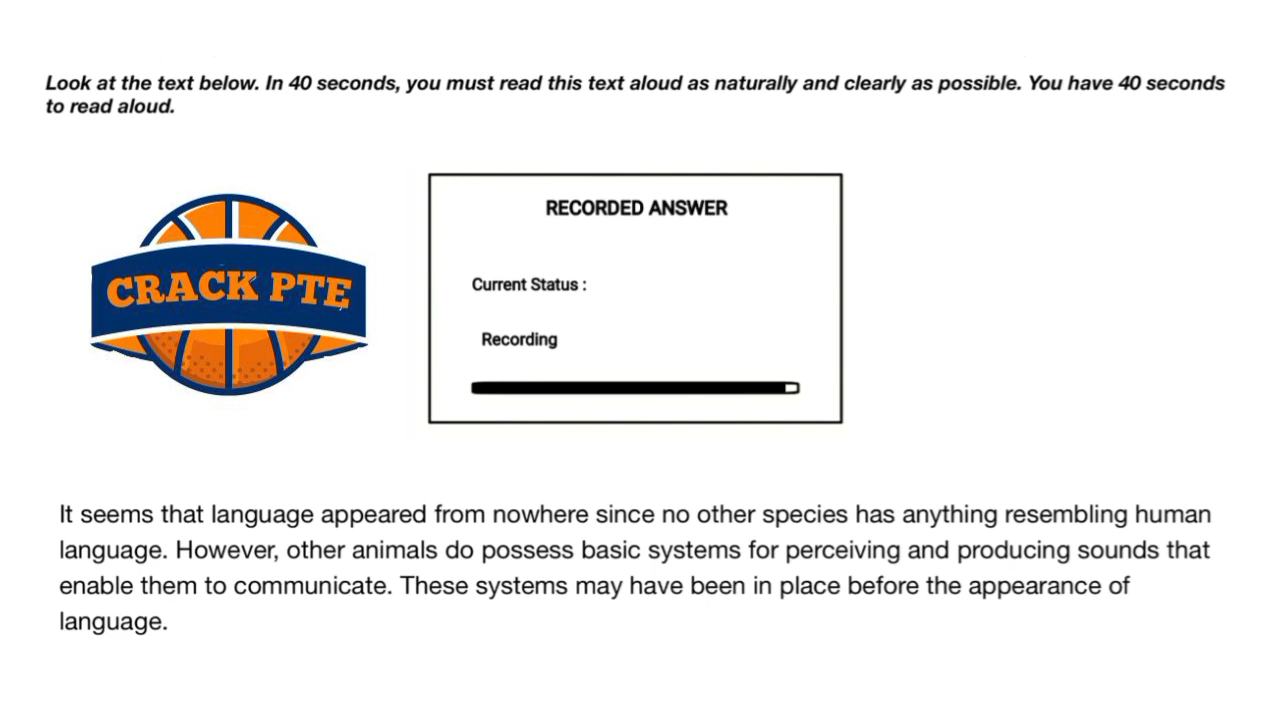 Look at the text below. In 40 seconds, you must read this text aloud as naturally and clearly as possible. You have 40 seconds
to read aloud.
CRACK PTE
RECORDED ANSWER
Current Status :
Recording
It seems that language appeared from nowhere since no other species has anything resembling human
language. However, other animals do possess basic systems for perceiving and producing sounds that
enable them to communicate. These systems may have been in place before the appearance of
language.